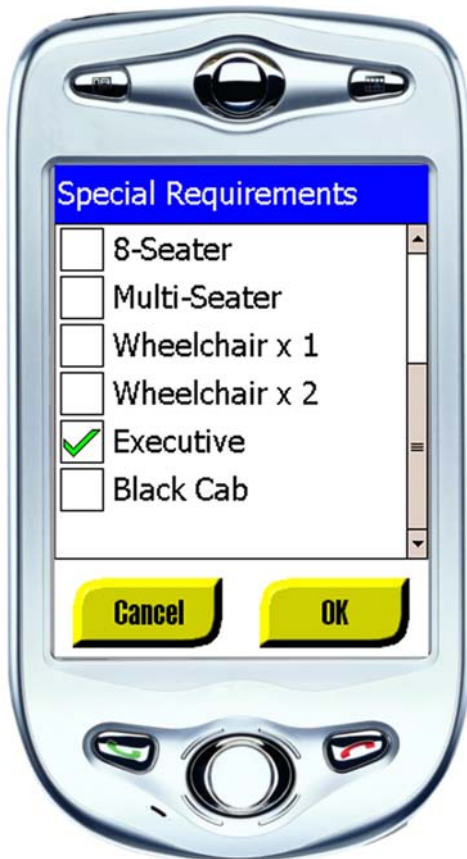 Special Requirements
8-Seater
Multi-Seater
Wheelchair x 1
Wheelchair x 2
Executive
Black Cab
Cancel OK